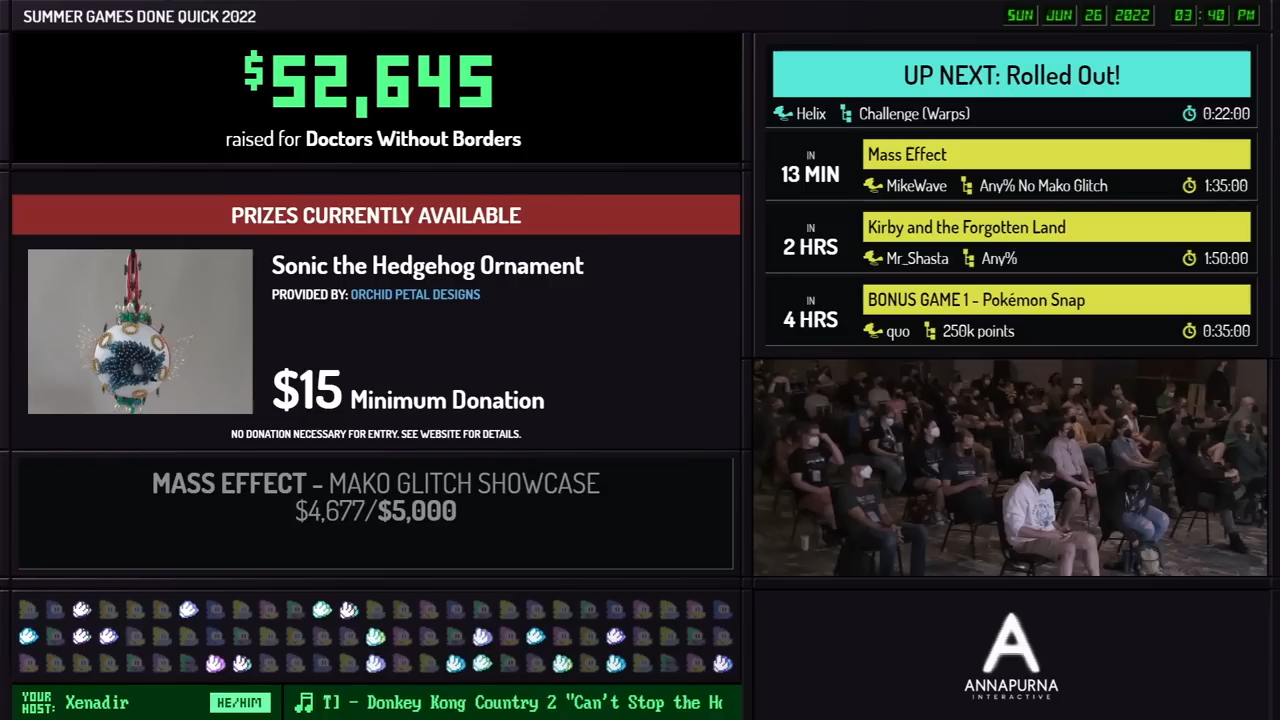 SUMMER GAMES DONE QUICK 2022
SUN JUN 26 2022 03:40 PM
$52,645
raised for Doctors Without Borders
PRIZES CURRENTLY AVAILABLE
Sonic the Hedgehog Ornament
PROVIDED BY: ORCHID PETAL DESIGNS
$15 Minimum Donation
NO DONATION NECESSARY FOR ENTRY. SEE WEBSITE FOR DETAILS.
MASS EFFECT - MAKO GLITCH SHOWCASE
$4,677/$5,000
UP NEXT: Rolled Out!
Helix Challenge (Warps) 0:22:00
IN
13 MIN
Mass Effect
MikeWave Any% No Mako Glitch 1:35:00
IN
2 HRS
Kirby and the Forgotten Land
Mr_Shasta Any% 1:50:00
IN
4 HRS
BONUS GAME 1 - Pokémon Snap
quo 250k points 0:35:00
ANNAPURNA
INTERACTIVE
YOUR HOST: Xenadir HE/HIM
TJ - Donkey Kong Country 2 "Can't Stop the Ho